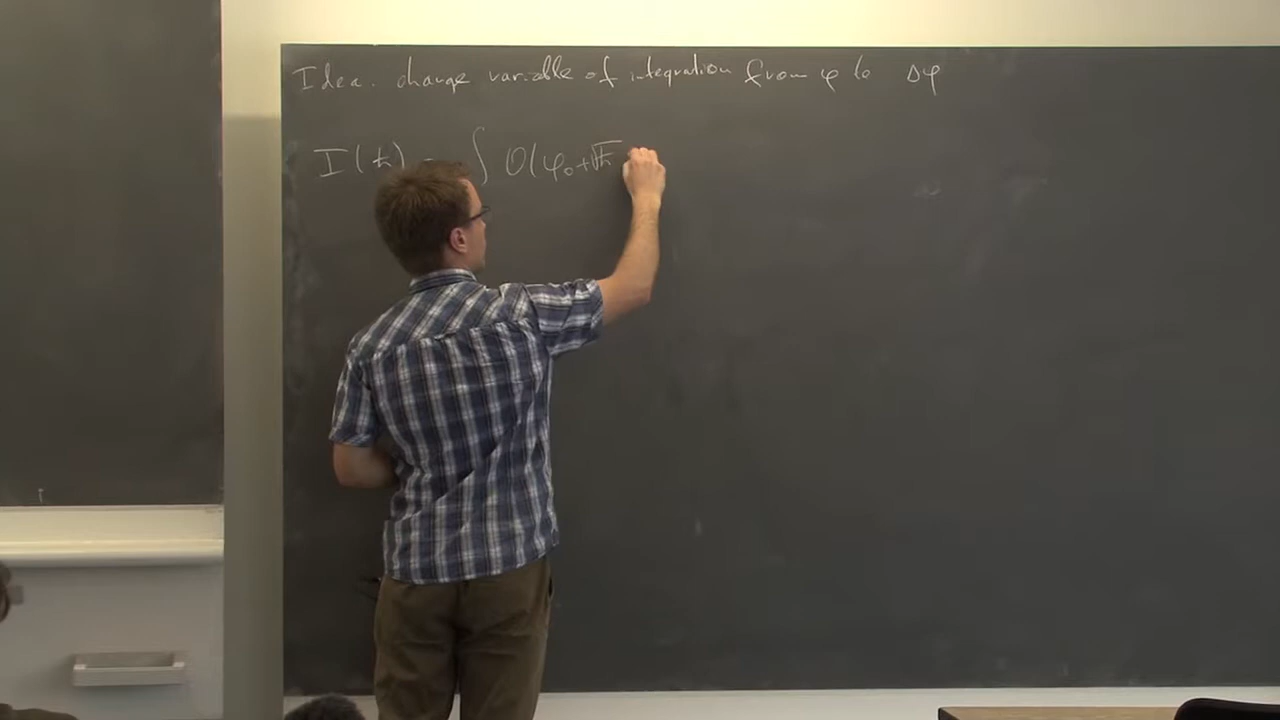 Idea. change variable of integration from φ to Δφ
I(ħ) = ∫ O(φ₀+√ħ